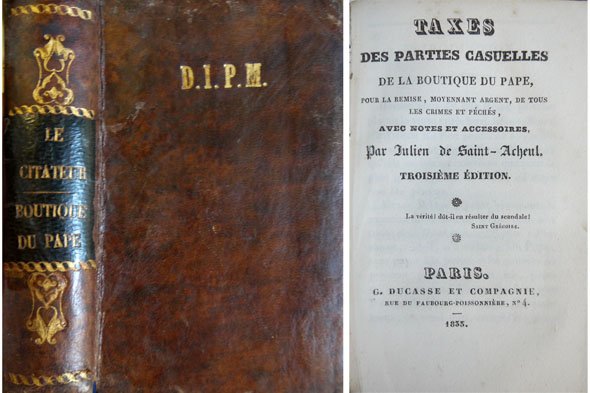 LE
CITATEUR
BOUTIQUE
DU PAPE
D.I.P.M.
TAXES
DES PARTIES CASUELLES
DE LA BOUTIQUE DU PAPE,
POUR LA REMISE, MOYENNANT ARGENT, DE TOUS
LES CRIMES ET PÉCHÉS,
AVEC NOTES ET ACCESSOIRES,
Par Julien de Saint-Acheul.
TROISIÈME ÉDITION.
La vérité! dût-il en résulter du scandale!
SAINT GRÉGOIRE.
PARIS.
G. DUCASSE ET COMPAGNIE,
RUE DU FAUBOURG-POISSONNIÈRE, N° 4.
1833.